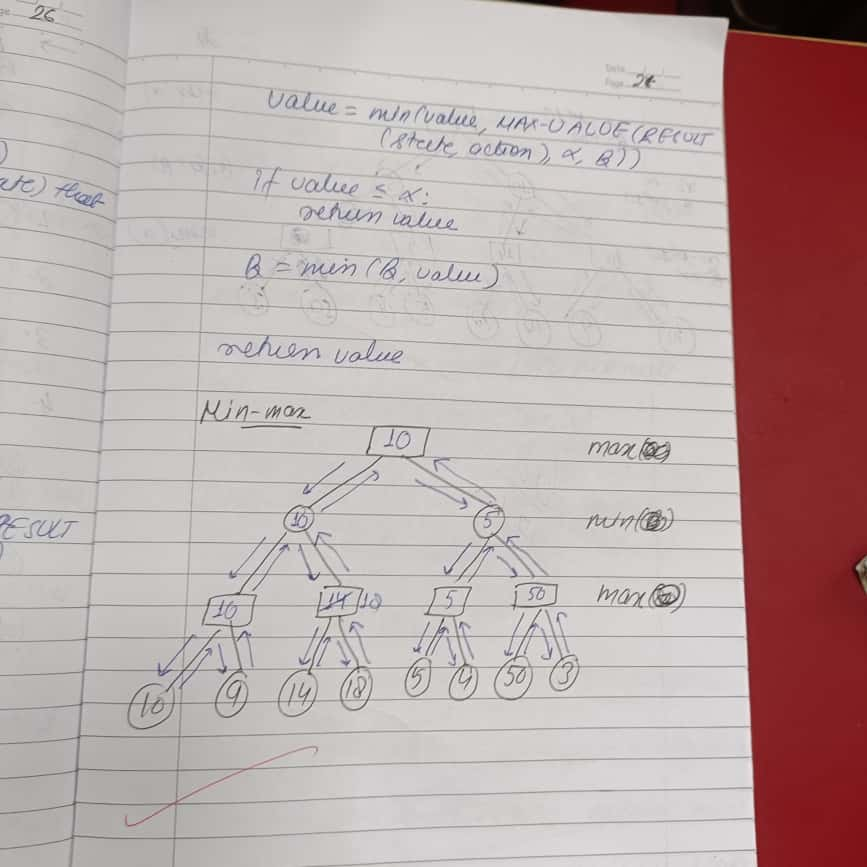 26
Date
Page
value = min(value, MAX-VALUE(RESULT
(state, action), α, β))
if value ≤ α:
return value
β = min(β, value)
return value
Min-max
10
max
10 5
min
10 14 5 50
max
10 9 14 18 5 4 50 3
that
RESULT